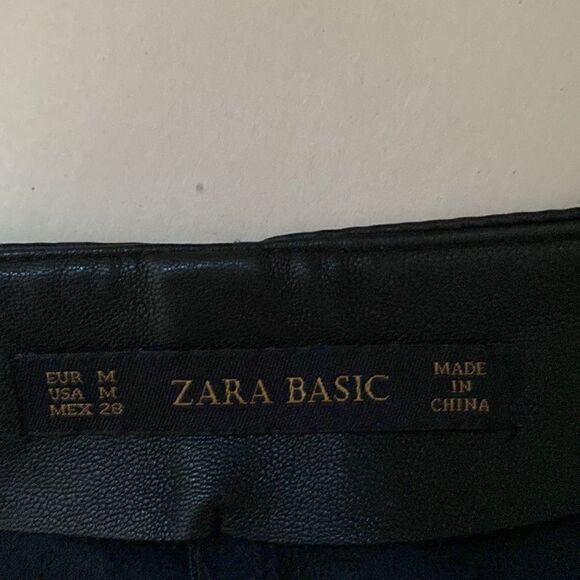 EUR M
USA M
MEX 28
ZARA BASIC
MADE
IN
CHINA